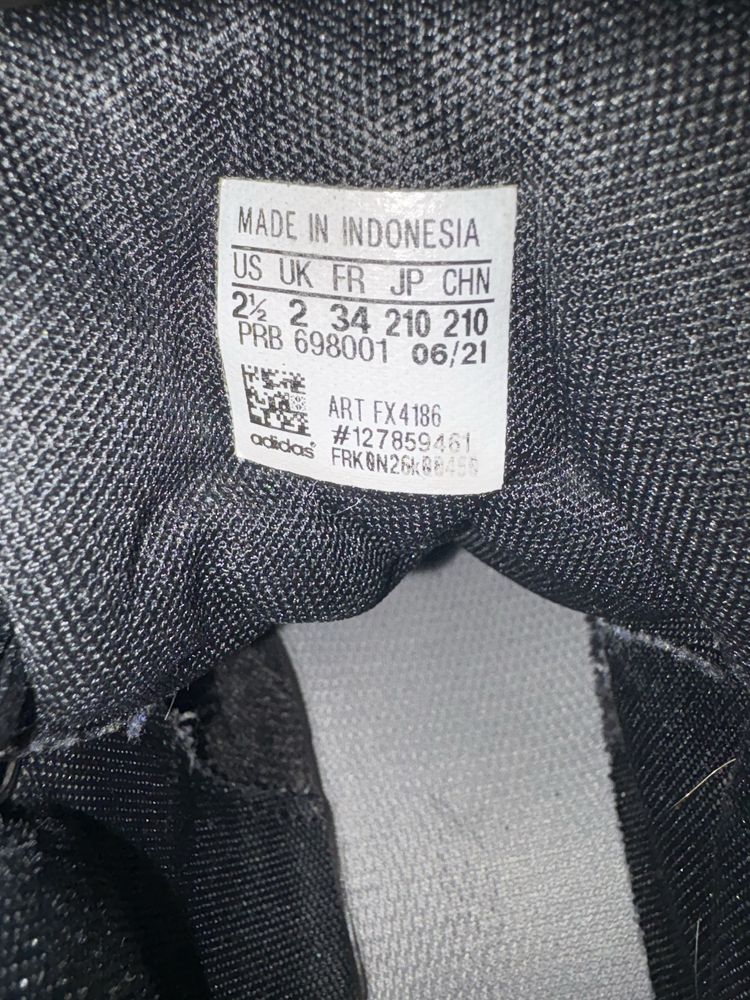 MADE IN INDONESIA
US UK FR JP CHN
2½ 2 34 210 210
PRB 698001 06/21
ART FX4186
#127859461
adidas®